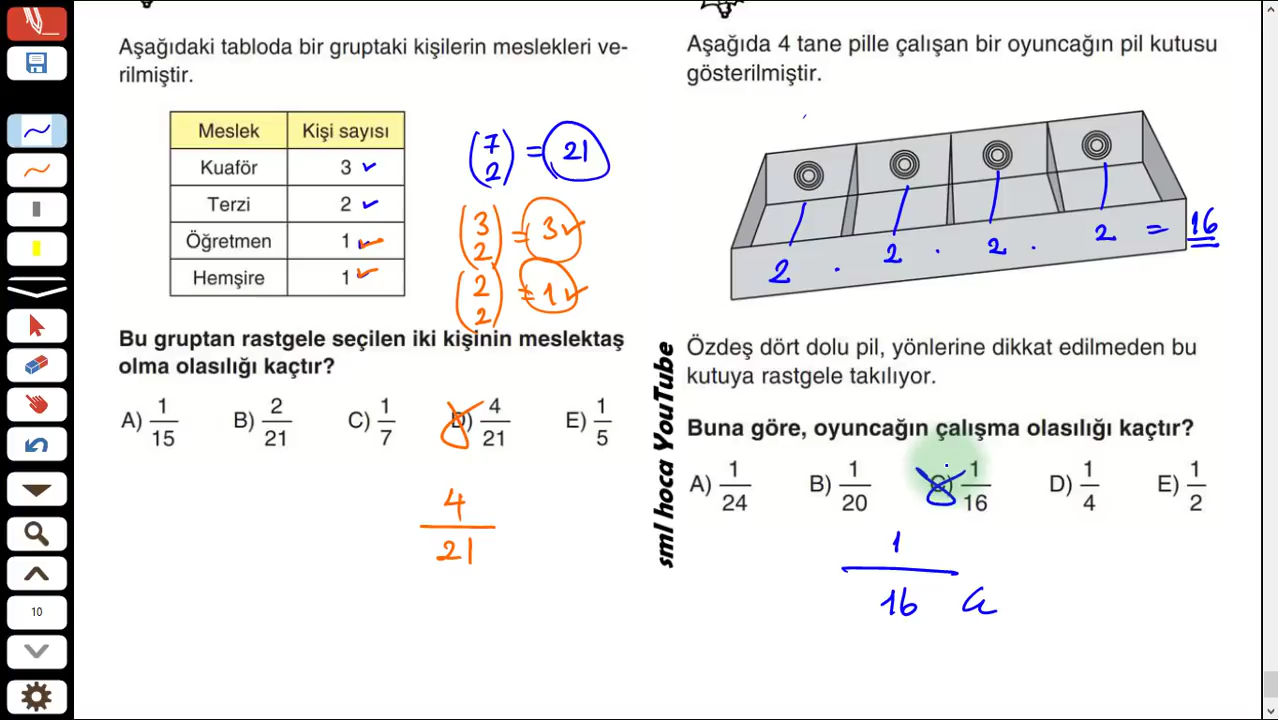 Aşağıdaki tabloda bir gruptaki kişilerin meslekleri ve-
rilmiştir.
Meslek Kişi sayısı
Kuaför 3
Terzi 2
Öğretmen 1
Hemşire 1
(7 2) = 21
(3 2) = 3
(2 2) = 1
Bu gruptan rastgele seçilen iki kişinin meslektaş
olma olasılığı kaçtır?
A) 1/15 B) 2/21 C) 1/7 D) 4/21 E) 1/5
4/21
Aşağıda 4 tane pille çalışan bir oyuncağın pil kutusu
gösterilmiştir.
2 . 2 . 2 . 2 = 16
Özdeş dört dolu pil, yönlerine dikkat edilmeden bu
kutuya rastgele takılıyor.
Buna göre, oyuncağın çalışma olasılığı kaçtır?
A) 1/24 B) 1/20 C) 1/16 D) 1/4 E) 1/2
1/16
sml hoca YouTube
10